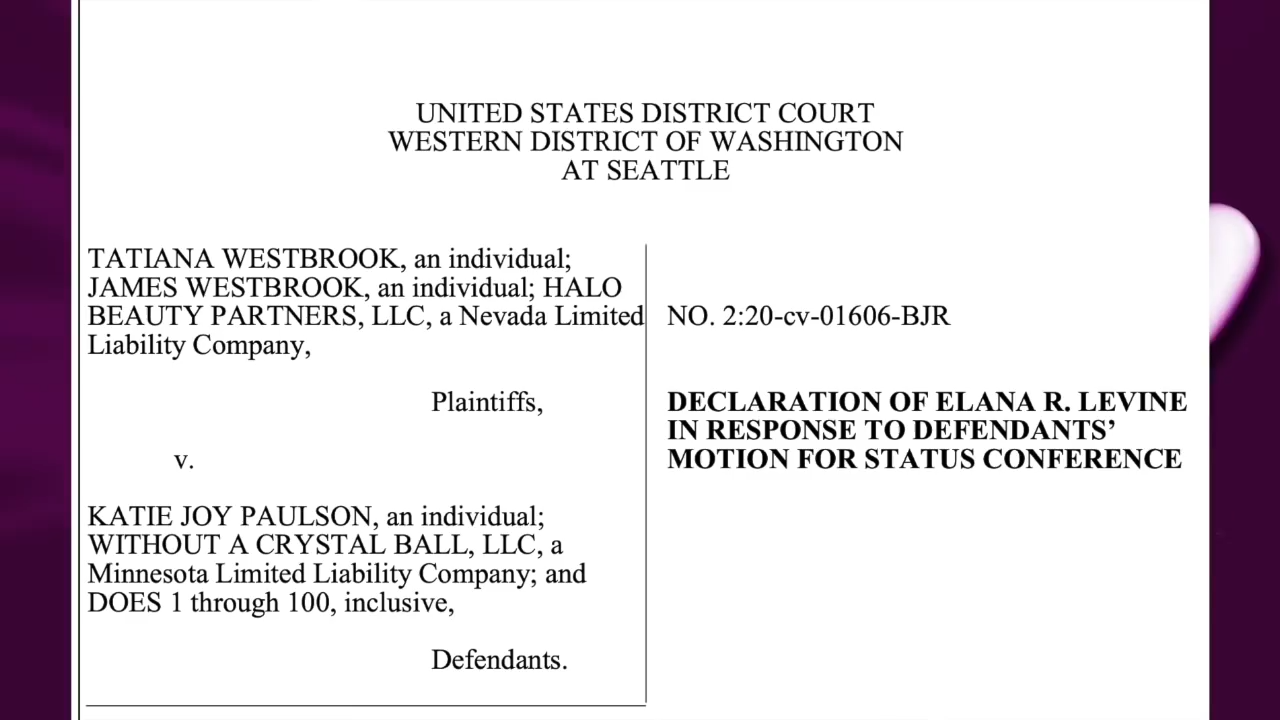 UNITED STATES DISTRICT COURT
WESTERN DISTRICT OF WASHINGTON
AT SEATTLE
TATIANA WESTBROOK, an individual;
JAMES WESTBROOK, an individual; HALO
BEAUTY PARTNERS, LLC, a Nevada Limited
Liability Company,
Plaintiffs,
v.
KATIE JOY PAULSON, an individual;
WITHOUT A CRYSTAL BALL, LLC, a
Minnesota Limited Liability Company; and
DOES 1 through 100, inclusive,
Defendants.
NO. 2:20-cv-01606-BJR
DECLARATION OF ELANA R. LEVINE
IN RESPONSE TO DEFENDANTS’
MOTION FOR STATUS CONFERENCE